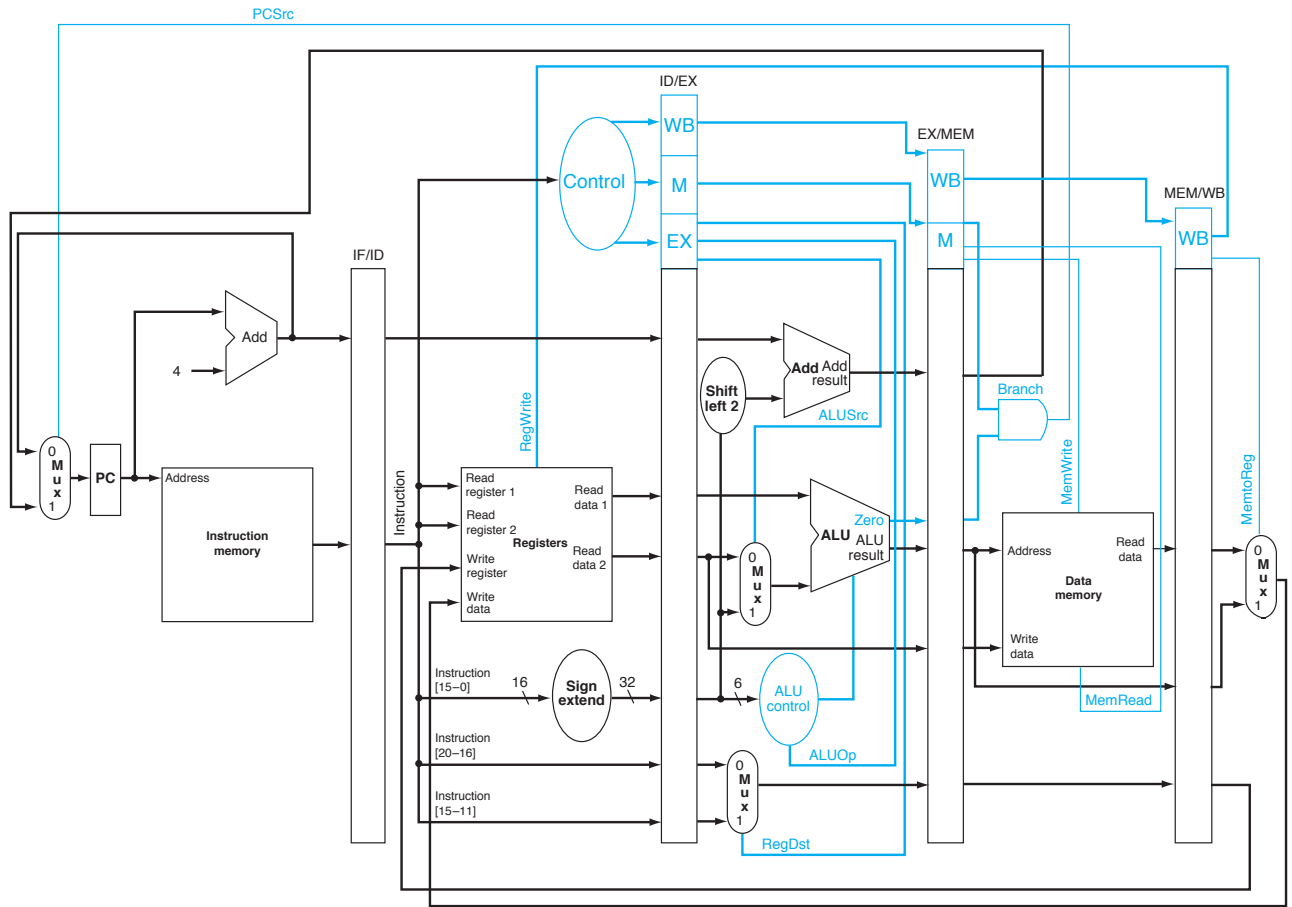 PCSrc
ID/EX
WB
EX/MEM
Control
M
WB
MEM/WB
EX
M
WB
IF/ID
Add
4
Add Add
result
Shift
left 2
Branch
ALUSrc
RegWrite
MemWrite
MemtoReg
0
M
u
x
1
PC
Address
Instruction
memory
Instruction
Read
register 1
Read
data 1
Read
register 2
Registers
Read
data 2
Write
register
Write
data
0
M
u
x
1
Zero
ALU ALU
result
Address
Read
data
Data
memory
Write
data
0
M
u
x
1
Instruction
[15–0]
16
Sign
extend
32
6
ALU
control
MemRead
Instruction
[20–16]
ALUOp
0
M
u
x
1
Instruction
[15–11]
RegDst